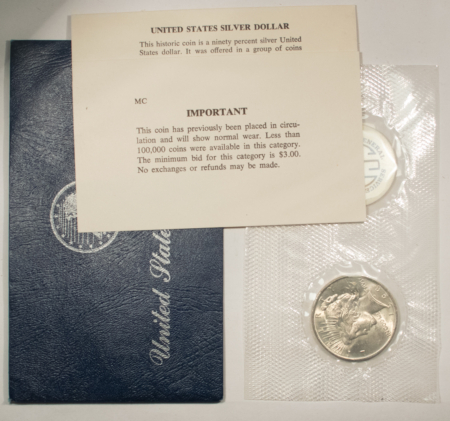 UNITED STATES SILVER DOLLAR
This historic coin is a ninety percent silver United
States dollar. It was offered in a group of coins
MC
IMPORTANT
This coin has previously been placed in circu-
lation and will show normal wear. Less than
100,000 coins were available in this category.
The minimum bid for this category is $3.00.
No exchanges or refunds may be made.
United State